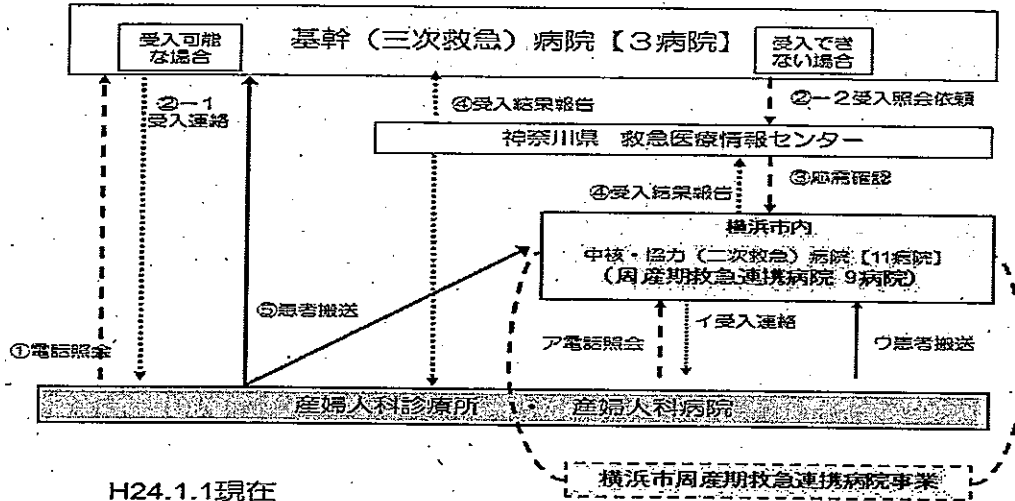 基幹（三次救急）病院【３病院】
受入可能
な場合
受入でき
ない場合
②－１
受入連絡
④受入結果報告
②－２受入照会依頼
神奈川県　救急医療情報センター
④受入結果報告
③応需確認
横浜市内
中核・協力（二次救急）病院［11病院］
（周産期救急連携病院 9病院）
⑤患者搬送
①電話照会
ア電話照会
イ受入連絡
ウ患者搬送
産婦人科診療所　・　産婦人科病院
横浜市周産期救急連携病院事業
H24.1.1現在